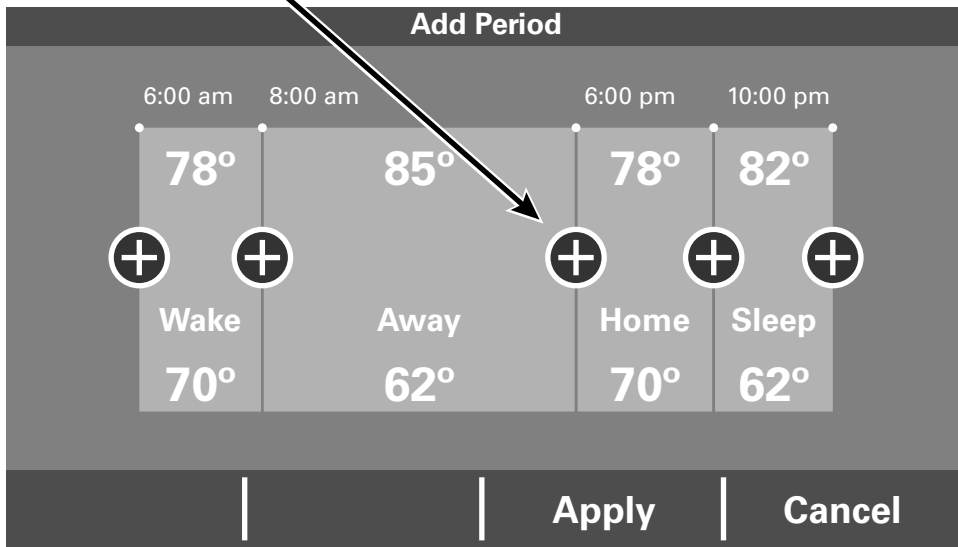 Add Period
6:00 am 8:00 am 6:00 pm 10:00 pm
78º 85º 78º 82º
Wake Away Home Sleep
70º 62º 70º 62º
Apply Cancel